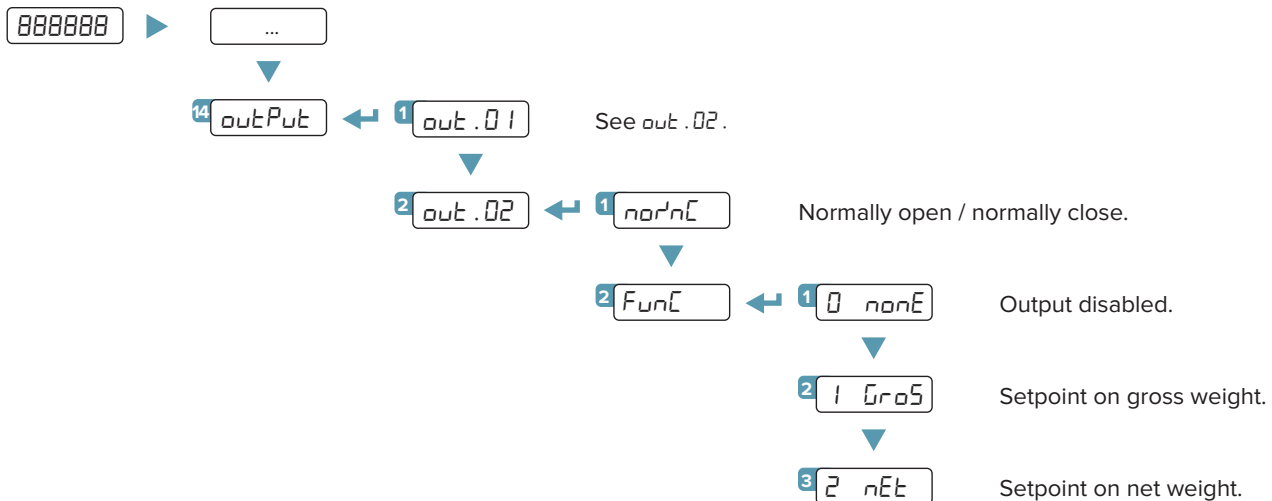 888888
...
14 outPut 1 out.01 See out.02.
2 out.02 1 no/nC Normally open / normally close.
2 FunC 1 0 nonE Output disabled.
2 1 GroS Setpoint on gross weight.
3 2 nEt Setpoint on net weight.